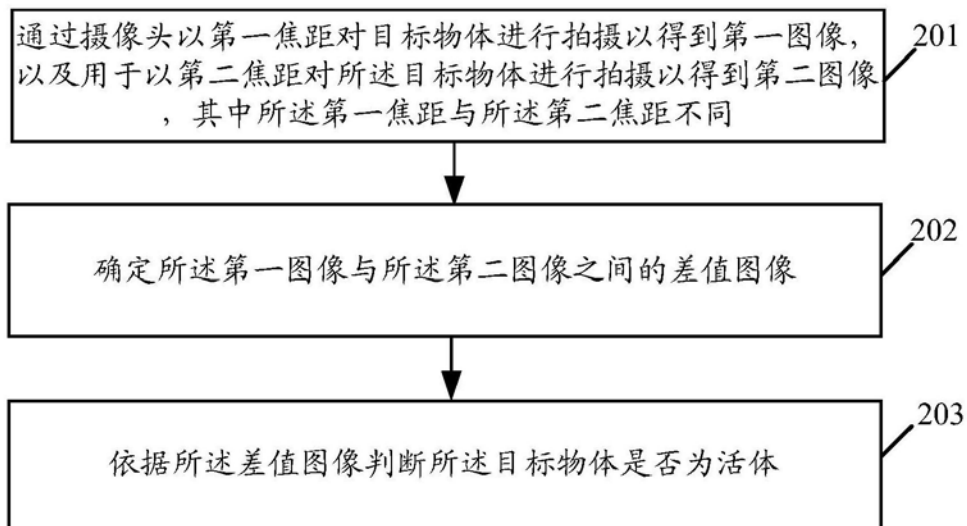 通过摄像头以第一焦距对目标物体进行拍摄以得到第一图像，
以及用于以第二焦距对所述目标物体进行拍摄以得到第二图像
，其中所述第一焦距与所述第二焦距不同
201
确定所述第一图像与所述第二图像之间的差值图像
202
依据所述差值图像判断所述目标物体是否为活体
203